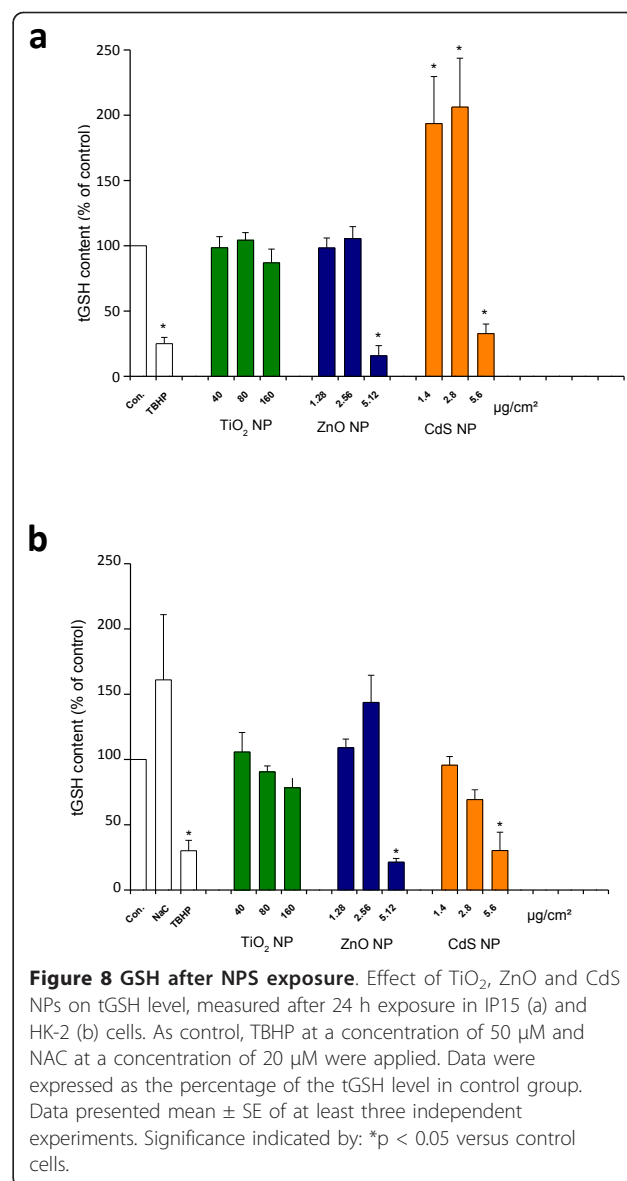 a
250
200
150
100
50
0
tGSH content (% of control)
* * * * *
Con. TBHP 40 80 160 1.28 2.56 5.12 1.4 2.8 5.6 µg/cm²
TiO₂ NP ZnO NP CdS NP
b
250
200
150
100
50
0
tGSH content (% of control)
* * *
Con. NaC TBHP 40 80 160 1.28 2.56 5.12 1.4 2.8 5.6 µg/cm²
TiO₂ NP ZnO NP CdS NP
Figure 8 GSH after NPS exposure. Effect of TiO₂, ZnO and CdS
NPs on tGSH level, measured after 24 h exposure in IP15 (a) and
HK-2 (b) cells. As control, TBHP at a concentration of 50 µM and
NAC at a concentration of 20 µM were applied. Data were
expressed as the percentage of the tGSH level in control group.
Data presented mean ± SE of at least three independent
experiments. Significance indicated by: *p < 0.05 versus control
cells.